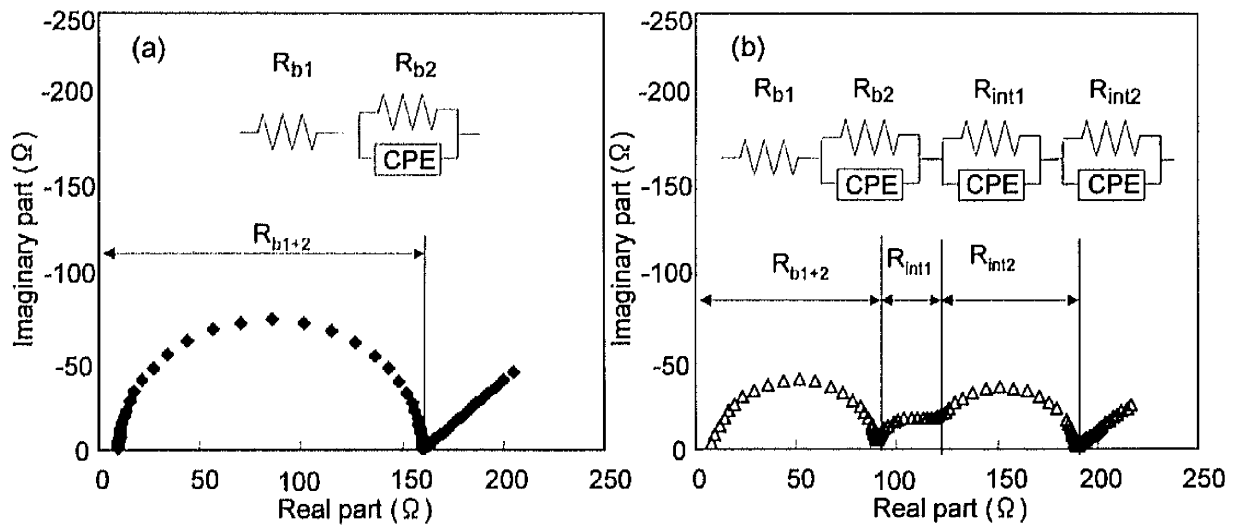 (a)
R_b1 R_b2
CPE
R_b1+2
-250
-200
-150
-100
-50
0
Imaginary part (Ω)
0 50 100 150 200 250
Real part (Ω)
(b)
R_b1 R_b2 R_int1 R_int2
CPE CPE CPE
R_b1+2 R_int1 R_int2
-250
-200
-150
-100
-50
0
Imaginary part (Ω)
0 50 100 150 200 250
Real part (Ω)